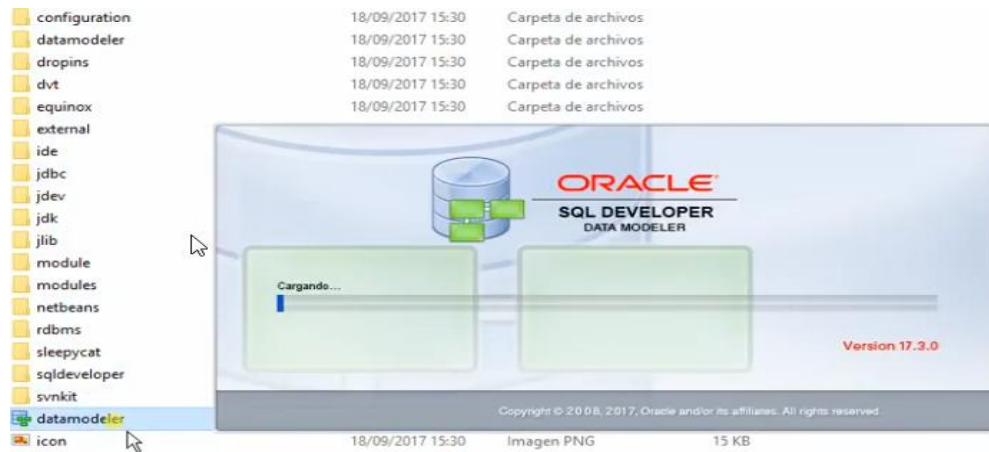 configuration 18/09/2017 15:30 Carpeta de archivos
datamodeler 18/09/2017 15:30 Carpeta de archivos
dropins 18/09/2017 15:30 Carpeta de archivos
dvt 18/09/2017 15:30 Carpeta de archivos
equinox 18/09/2017 15:30 Carpeta de archivos
external
ide
jdbc
jdev
jdk
jlib
module
modules
netbeans
rdbms
sleepycat
sqldeveloper
svnkit
datamodeler
icon 18/09/2017 15:30 Imagen PNG 15 KB
ORACLE
SQL DEVELOPER
DATA MODELER
Cargando...
Version 17.3.0
Copyright © 2008, 2017, Oracle and/or its affiliates. All rights reserved.